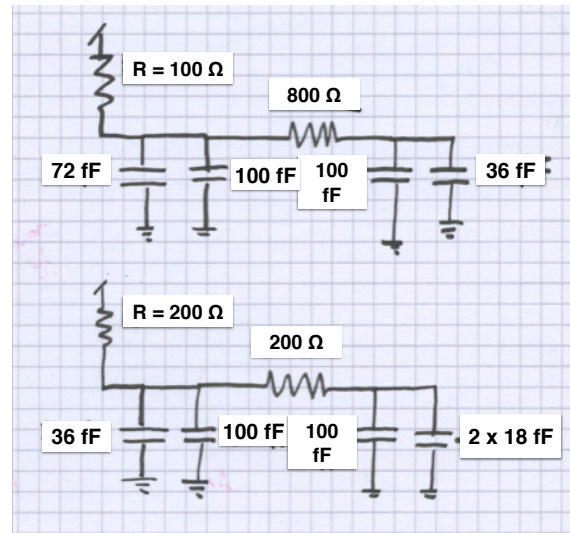 R = 100 Ω
800 Ω
72 fF
100 fF
100
fF
36 fF
R = 200 Ω
200 Ω
36 fF
100 fF
100
fF
2 x 18 fF